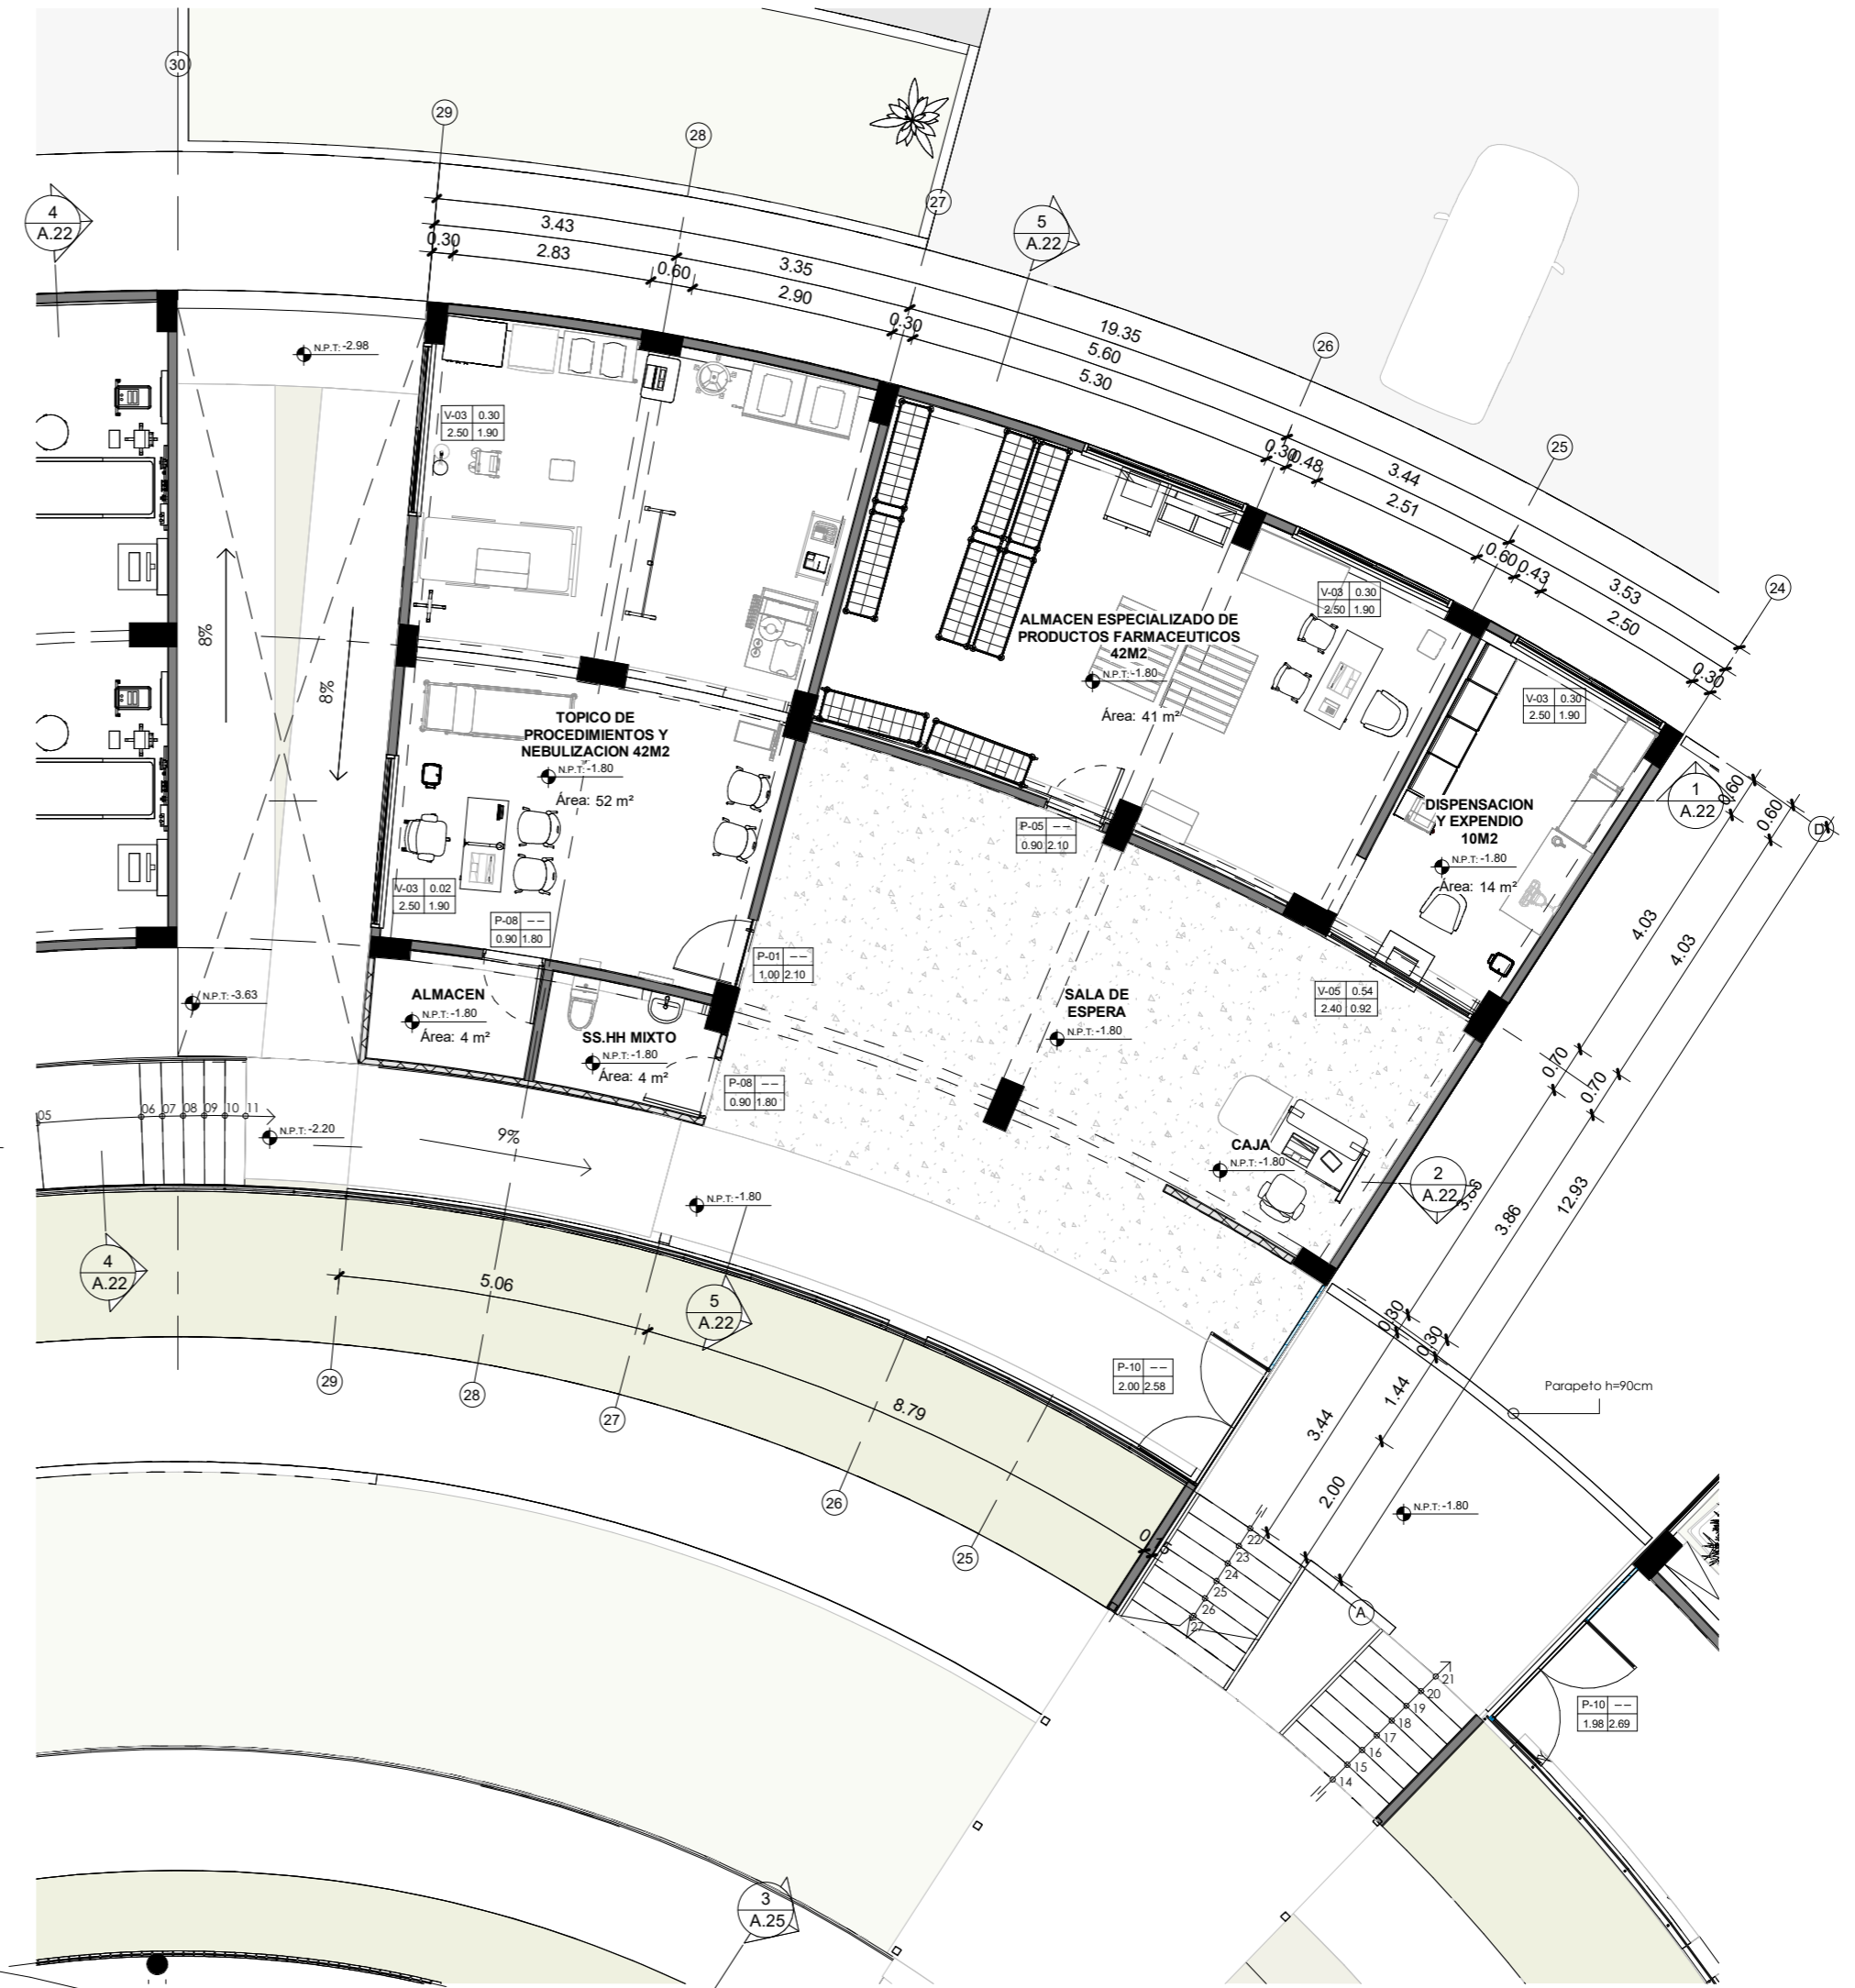 30
29
28
27
26
25
24
4
A.22
5
A.22
3.43
0.30
2.83
0.60
3.35
2.90
0.30
19.35
5.60
5.30
0.30
0.48
3.44
2.51
0.60
0.43
3.53
2.50
0.30
N.P.T: -2.98
V-03 0.30
2.50 1.90
8%
8%
TOPICO DE
PROCEDIMIENTOS Y
NEBULIZACION 42M2
N.P.T: -1.80
Área: 52 m²
ALMACEN ESPECIALIZADO DE
PRODUCTOS FARMACEUTICOS
42M2
N.P.T: -1.80
Área: 41 m²
V-03 0.30
2.50 1.90
V-03 0.30
2.50 1.90
DISPENSACION
Y EXPENDIO
10M2
N.P.T: -1.80
Área: 14 m²
1
A.22
0.60
0.60
D
4.03
4.03
P-05 --
0.90 2.10
V-03 0.02
2.50 1.90
P-08 --
0.90 1.80
P-01 --
1.00 2.10
N.P.T: -3.63
ALMACEN
N.P.T: -1.80
Área: 4 m²
SS.HH MIXTO
N.P.T: -1.80
Área: 4 m²
SALA DE
ESPERA
N.P.T: -1.80
V-05 0.54
2.40 0.92
P-08 --
0.90 1.80
0.70
0.70
05
06 07 08 09 10 11
N.P.T: -2.20
9%
N.P.T: -1.80
CAJA
N.P.T: -1.80
2
A.22
3.86
12.93
4
A.22
5.06
5
A.22
29
28
27
26
25
8.79
P-10 --
2.00 2.58
0.30
0.30
1.44
3.44
2.00
Parapeto h=90cm
N.P.T: -1.80
22
23
24
25
26
27
A
21
20
19
18
17
16
15
14
P-10 --
1.98 2.69
3
A.25